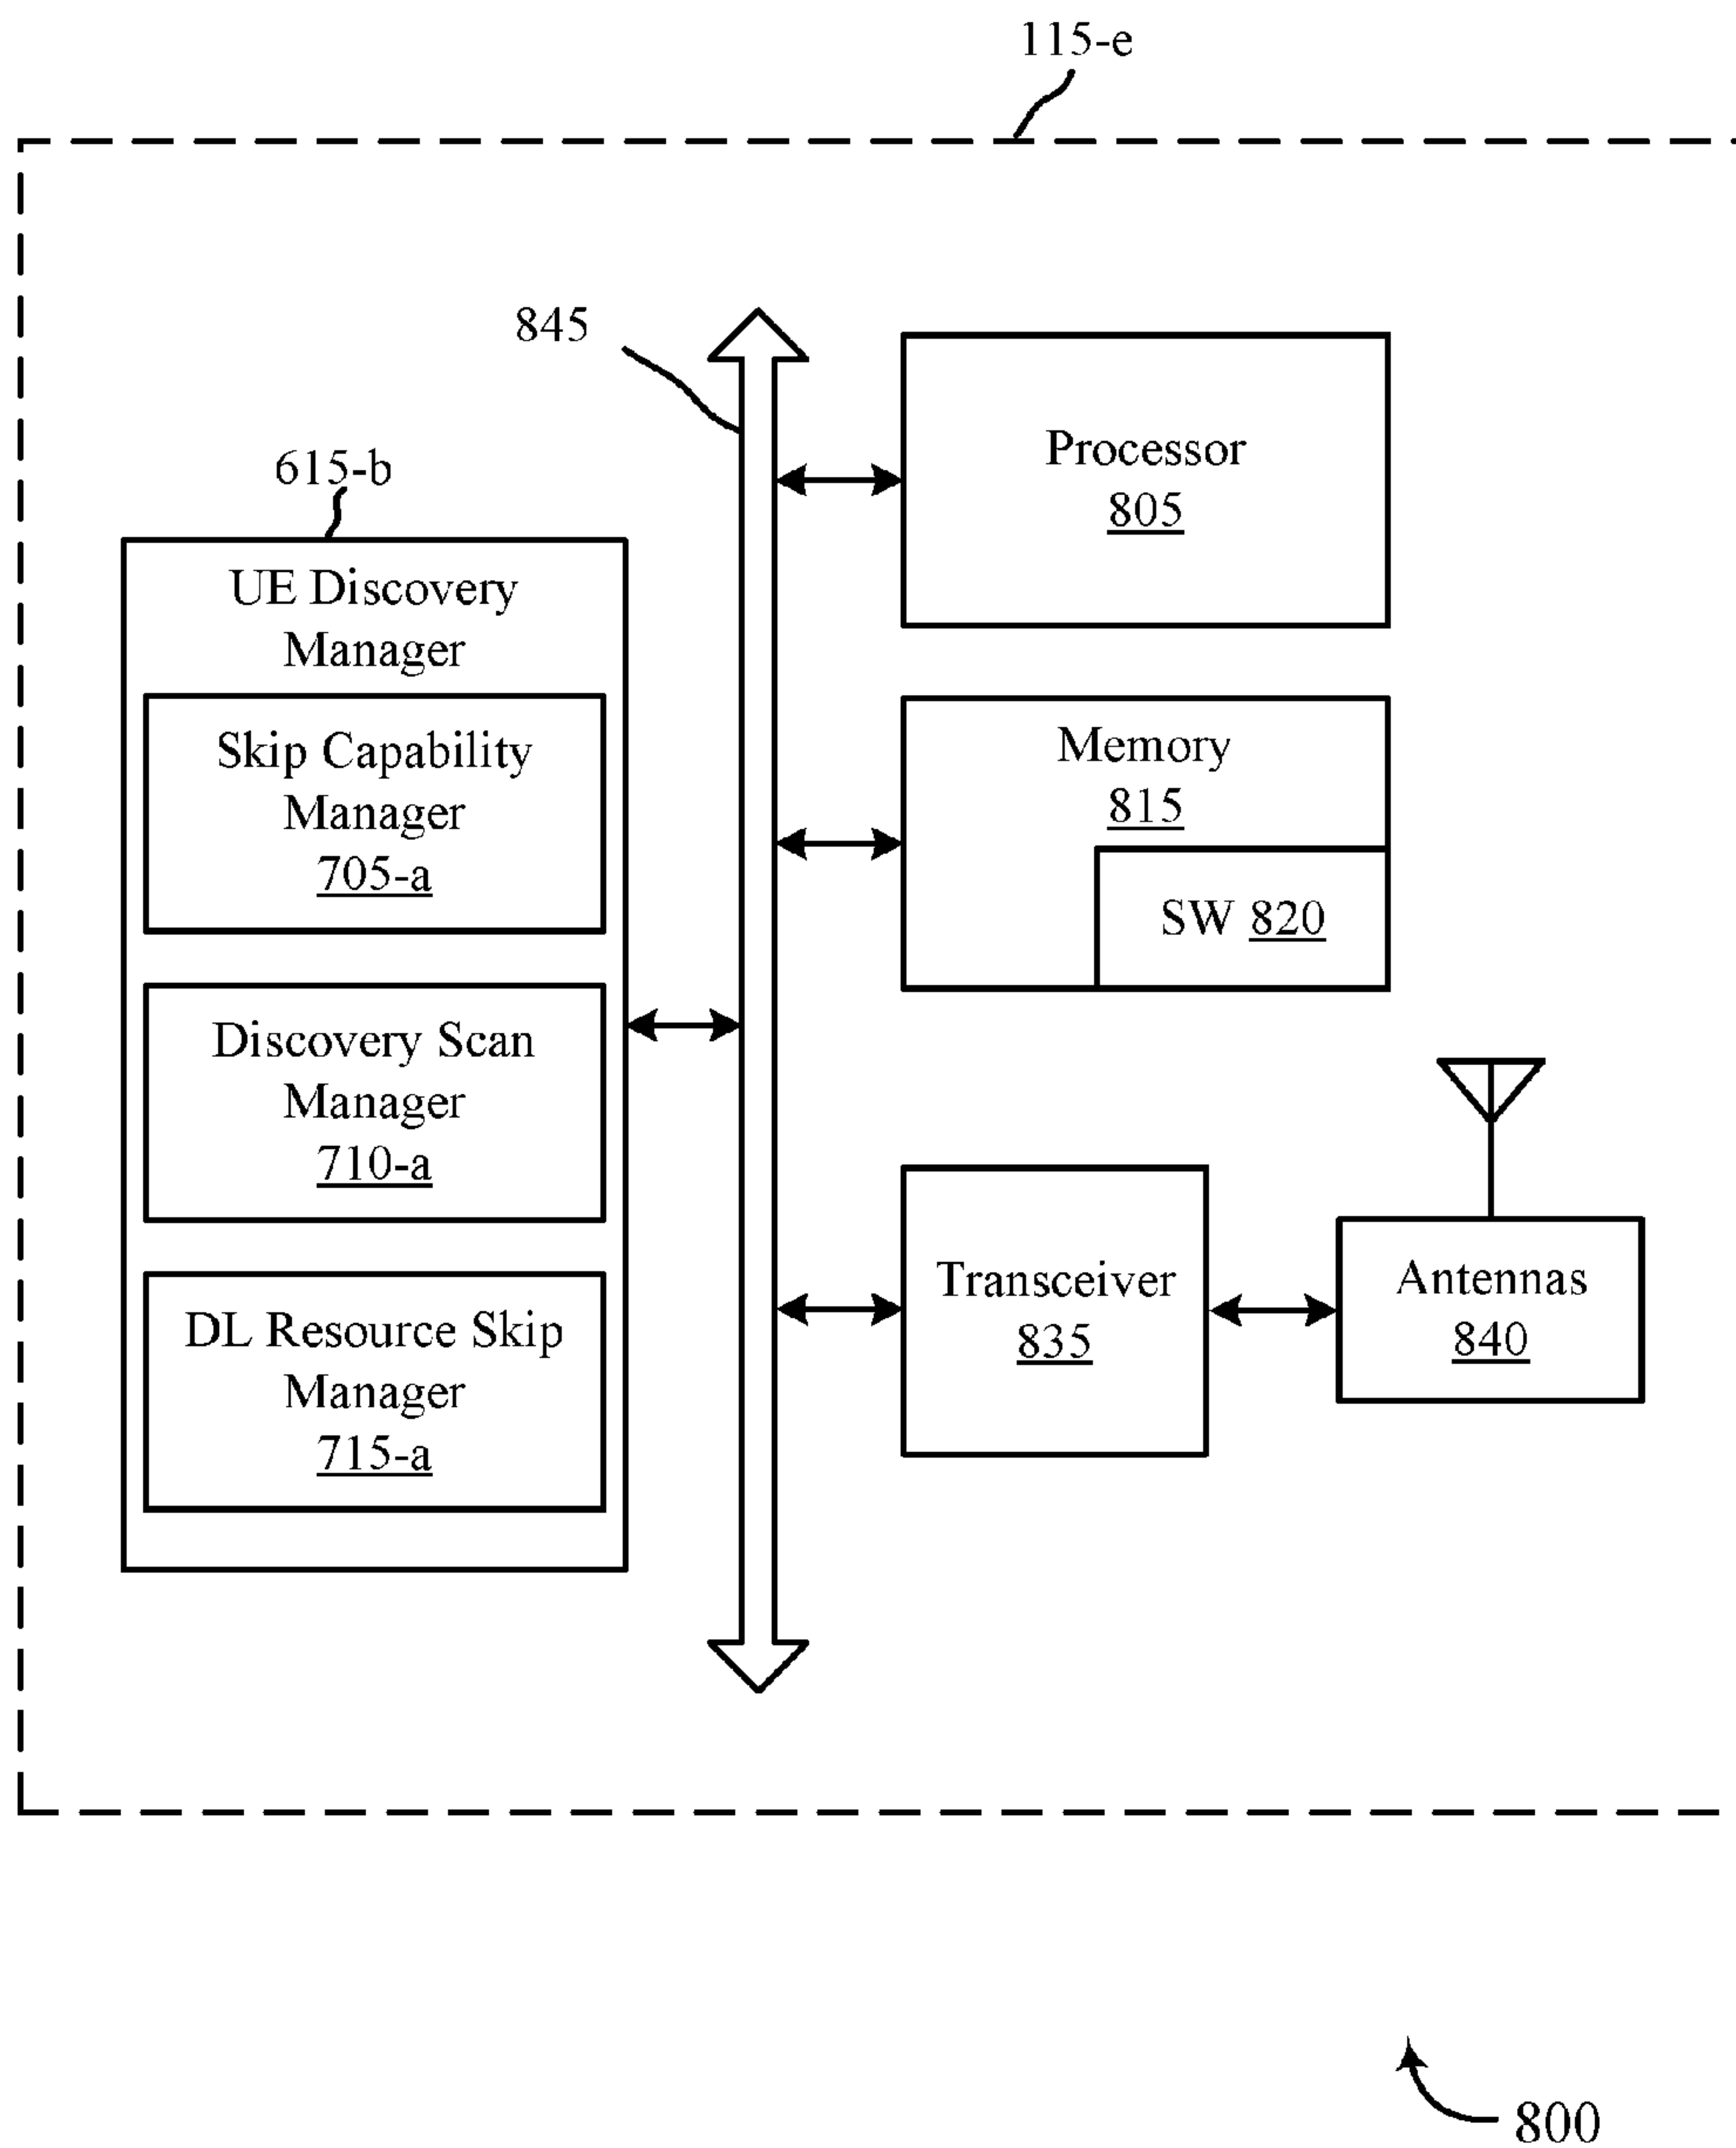 115-e
845
Processor
805
615-b
UE Discovery
Manager
Skip Capability
Manager
705-a
Memory
815
SW 820
Discovery Scan
Manager
710-a
DL Resource Skip
Manager
715-a
Transceiver
835
Antennas
840
800